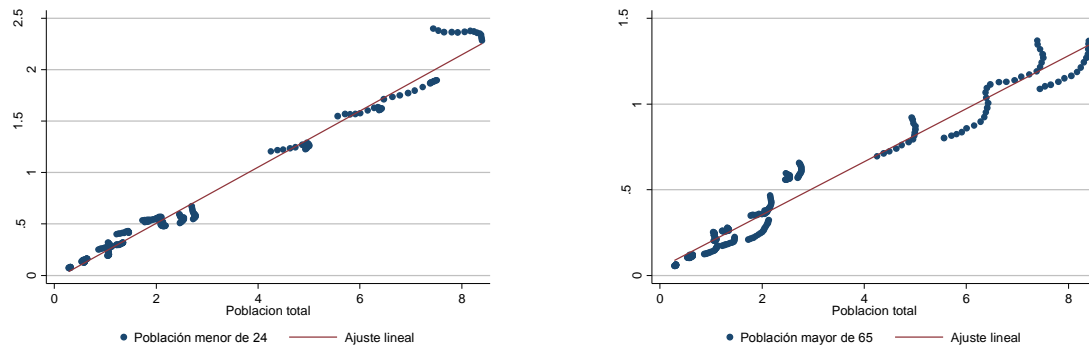 2.5
2
1.5
1
.5
0
0 2 4 6 8
Poblacion total
Población menor de 24 Ajuste lineal
1.5
1
.5
0
0 2 4 6 8
Poblacion total
Población mayor de 65 Ajuste lineal